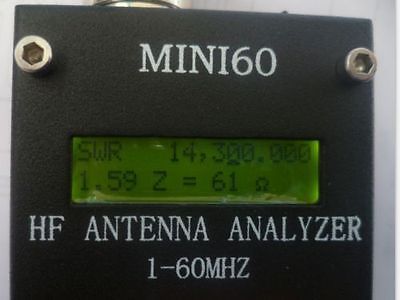 MINI60
SWR 14,300.000
1.59 Z = 61 Ω
HF ANTENNA ANALYZER
1-60MHZ